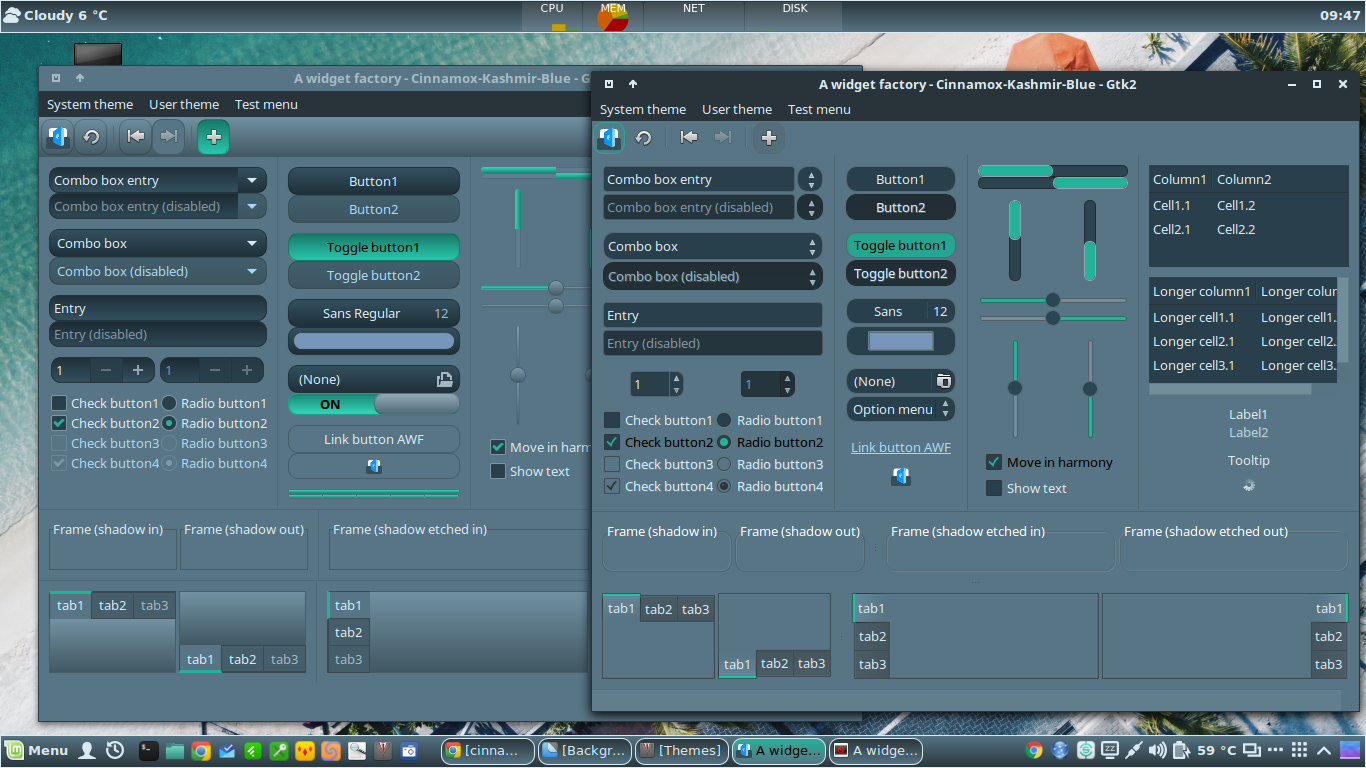 Cloudy 6 °C
CPU
MEM
NET
DISK
09:47
A widget factory - Cinnamox-Kashmir-Blue - G
System theme User theme Test menu
Combo box entry
Combo box entry (disabled)
Combo box
Combo box (disabled)
Entry
Entry (disabled)
1
1
Check button1 Radio button1
Check button2 Radio button2
Check button3 Radio button3
Check button4 Radio button4
Button1
Button2
Toggle button1
Toggle button2
Sans Regular 12
(None)
ON
Link button AWF
Move in harm
Show text
Frame (shadow in) Frame (shadow out) Frame (shadow etched in)
tab1 tab2 tab3
tab1 tab2 tab3
tab1
tab2
tab3
A widget factory - Cinnamox-Kashmir-Blue - Gtk2
System theme User theme Test menu
Combo box entry
Combo box entry (disabled)
Combo box
Combo box (disabled)
Entry
Entry (disabled)
1
1
Check button1 Radio button1
Check button2 Radio button2
Check button3 Radio button3
Check button4 Radio button4
Button1
Button2
Toggle button1
Toggle button2
Sans 12
(None)
Option menu
Link button AWF
Move in harmony
Show text
Column1 Column2
Cell1.1 Cell1.2
Cell2.1 Cell2.2
Longer column1 Longer colur
Longer cell1.1 Longer cell1.
Longer cell2.1 Longer cell2.
Longer cell3.1 Longer cell3.
Label1
Label2
Tooltip
Frame (shadow in) Frame (shadow out) Frame (shadow etched in) Frame (shadow etched out)
tab1 tab2 tab3
tab1 tab2 tab3
tab1
tab2
tab3
tab1
tab2
tab3
Menu
[cinna...
[Backgr...
[Themes]
A widge...
A widge...
59 °C